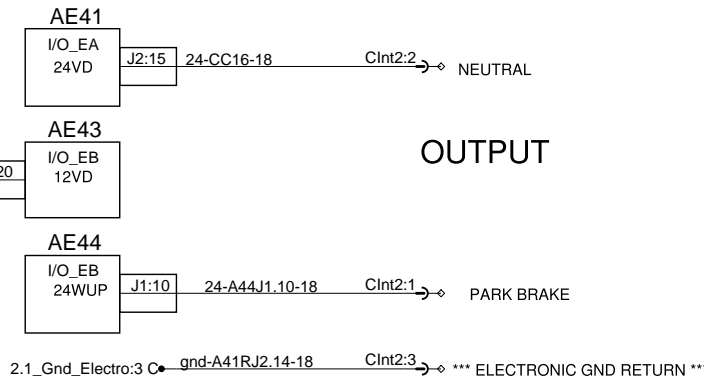 AE41
I/O_EA
24VD
J2:15 24-CC16-18 CInt2:2 NEUTRAL
AE43
I/O_EB
12VD
20
OUTPUT
AE44
I/O_EB
24WUP
J1:10 24-A44J1.10-18 CInt2:1 PARK BRAKE
2.1_Gnd_Electro:3 C gnd-A41RJ2.14-18 CInt2:3 *** ELECTRONIC GND RETURN **